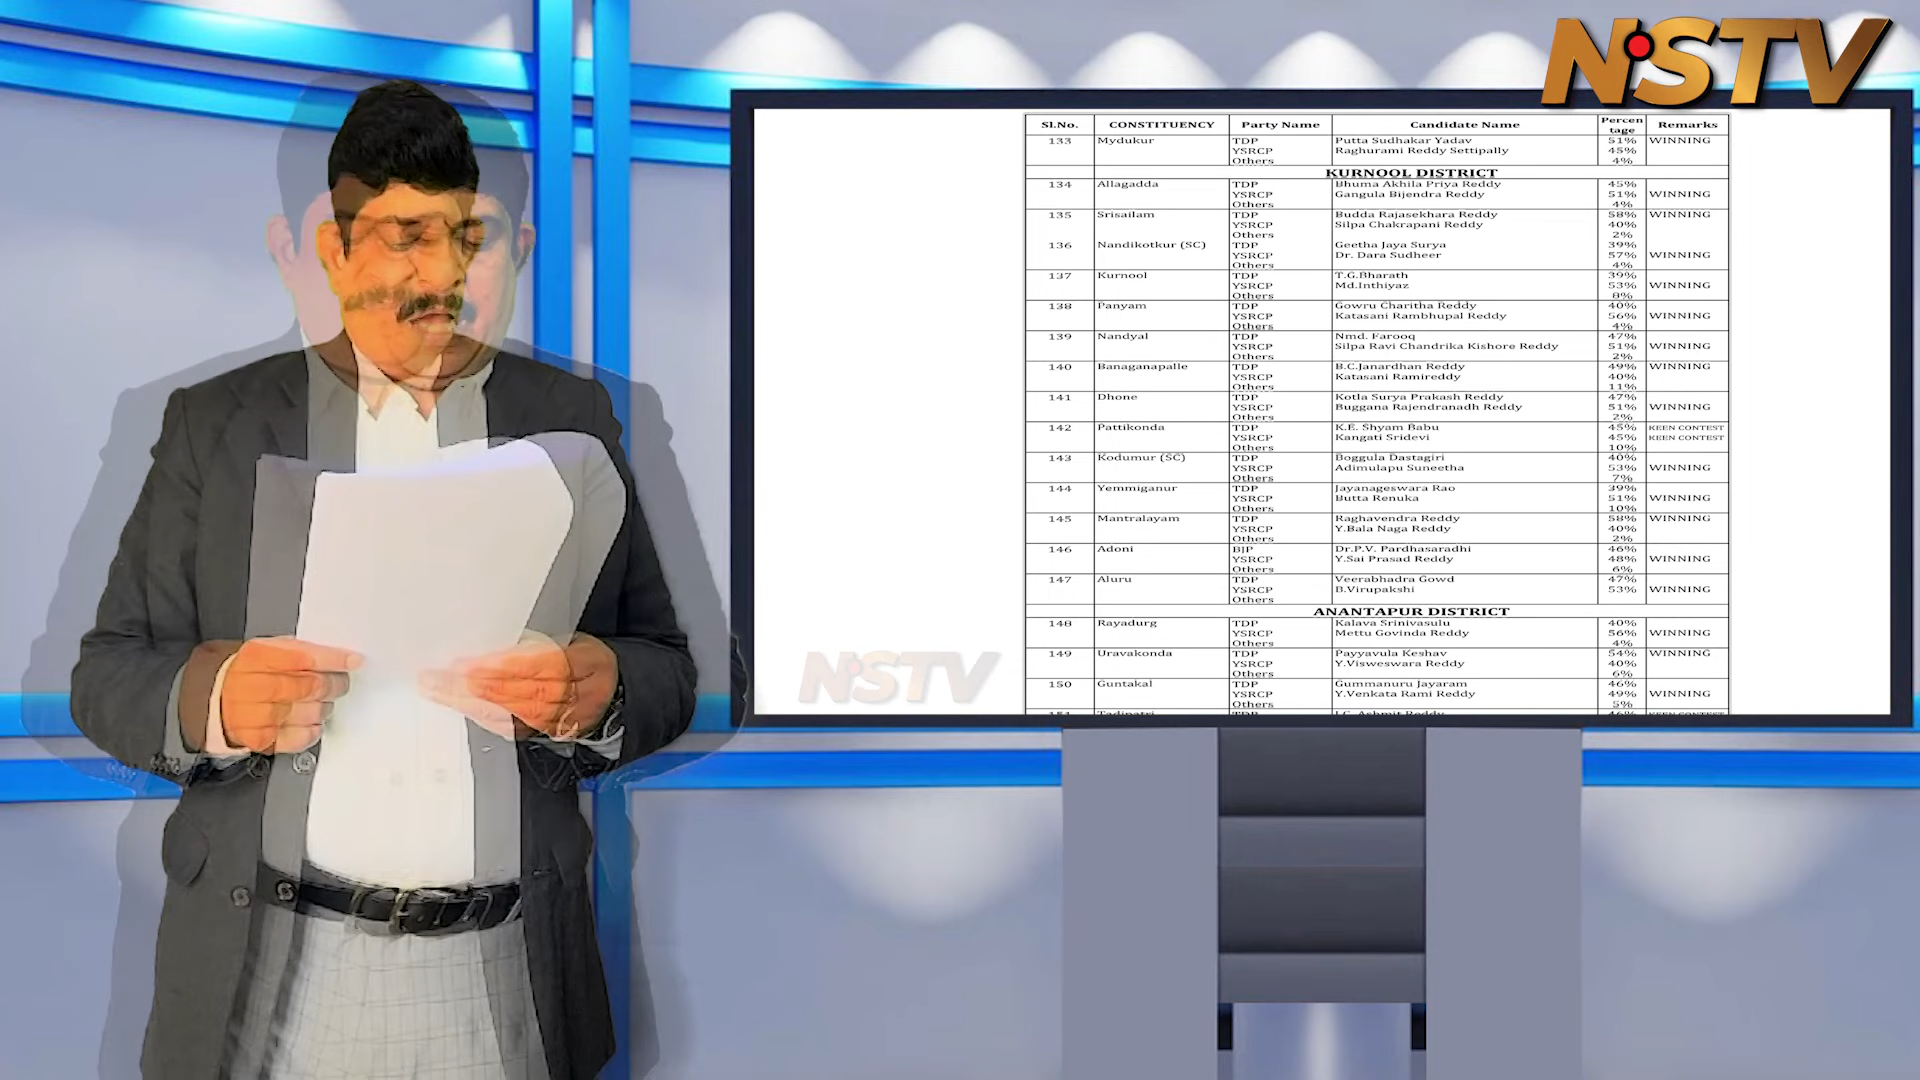 NSTV
Sl.No. CONSTITUENCY Party Name Candidate Name Percentage Remarks
133 Mydukur TDP Putta Sudhakar Yadav 51% WINNING
YSRCP Raghurami Reddy Settipally 45%
Others 4%
KURNOOL DISTRICT
134 Allagadda TDP Bhuma Akhila Priya Reddy 45%
YSRCP Gangula Bijendra Reddy 51% WINNING
Others 4%
135 Srisailam TDP Budda Rajasekhara Reddy 58% WINNING
YSRCP Silpa Chakrapani Reddy 40%
Others 2%
136 Nandikotkur (SC) TDP Geetha Jaya Surya 39%
YSRCP Dr. Dara Sudheer 57% WINNING
Others 4%
137 Kurnool TDP T.G.Bharath 39%
YSRCP Md.Inthiyaz 53% WINNING
Others 8%
138 Panyam TDP Gowru Charitha Reddy 40%
YSRCP Katasani Rambhupal Reddy 56% WINNING
Others 4%
139 Nandyal TDP Nmd. Farooq 47%
YSRCP Silpa Ravi Chandrika Kishore Reddy 51% WINNING
Others 2%
140 Banaganapalle TDP B.C.Janardhan Reddy 49% WINNING
YSRCP Katasani Ramireddy 40%
Others 11%
141 Dhone TDP Kotla Surya Prakash Reddy 47%
YSRCP Buggana Rajendranadh Reddy 51% WINNING
Others 2%
142 Pattikonda TDP K.E. Shyam Babu 45% KEEN CONTEST
YSRCP Kangati Sridevi 45% KEEN CONTEST
Others 10%
143 Kodumur (SC) TDP Boggula Dastagiri 40%
YSRCP Adimulapu Suneetha 53% WINNING
Others 7%
144 Yemmiganur TDP Jayanageswara Rao 39%
YSRCP Butta Renuka 51% WINNING
Others 10%
145 Mantralayam TDP Raghavendra Reddy 58% WINNING
YSRCP Y.Bala Naga Reddy 40%
Others 2%
146 Adoni BJP Dr.P.V. Pardhasaradhi 46%
YSRCP Y.Sai Prasad Reddy 48% WINNING
Others 6%
147 Aluru TDP Veerabhadra Gowd 47%
YSRCP B.Virupakshi 53% WINNING
Others
ANANTAPUR DISTRICT
148 Rayadurg TDP Kalava Srinivasulu 40%
YSRCP Mettu Govinda Reddy 56% WINNING
Others 4%
149 Uravakonda TDP Payyavula Keshav 54% WINNING
YSRCP Y.Visweswara Reddy 40%
Others 6%
150 Guntakal TDP Gummanuru Jayaram 46%
YSRCP Y.Venkata Rami Reddy 49% WINNING
Others 5%
NSTV